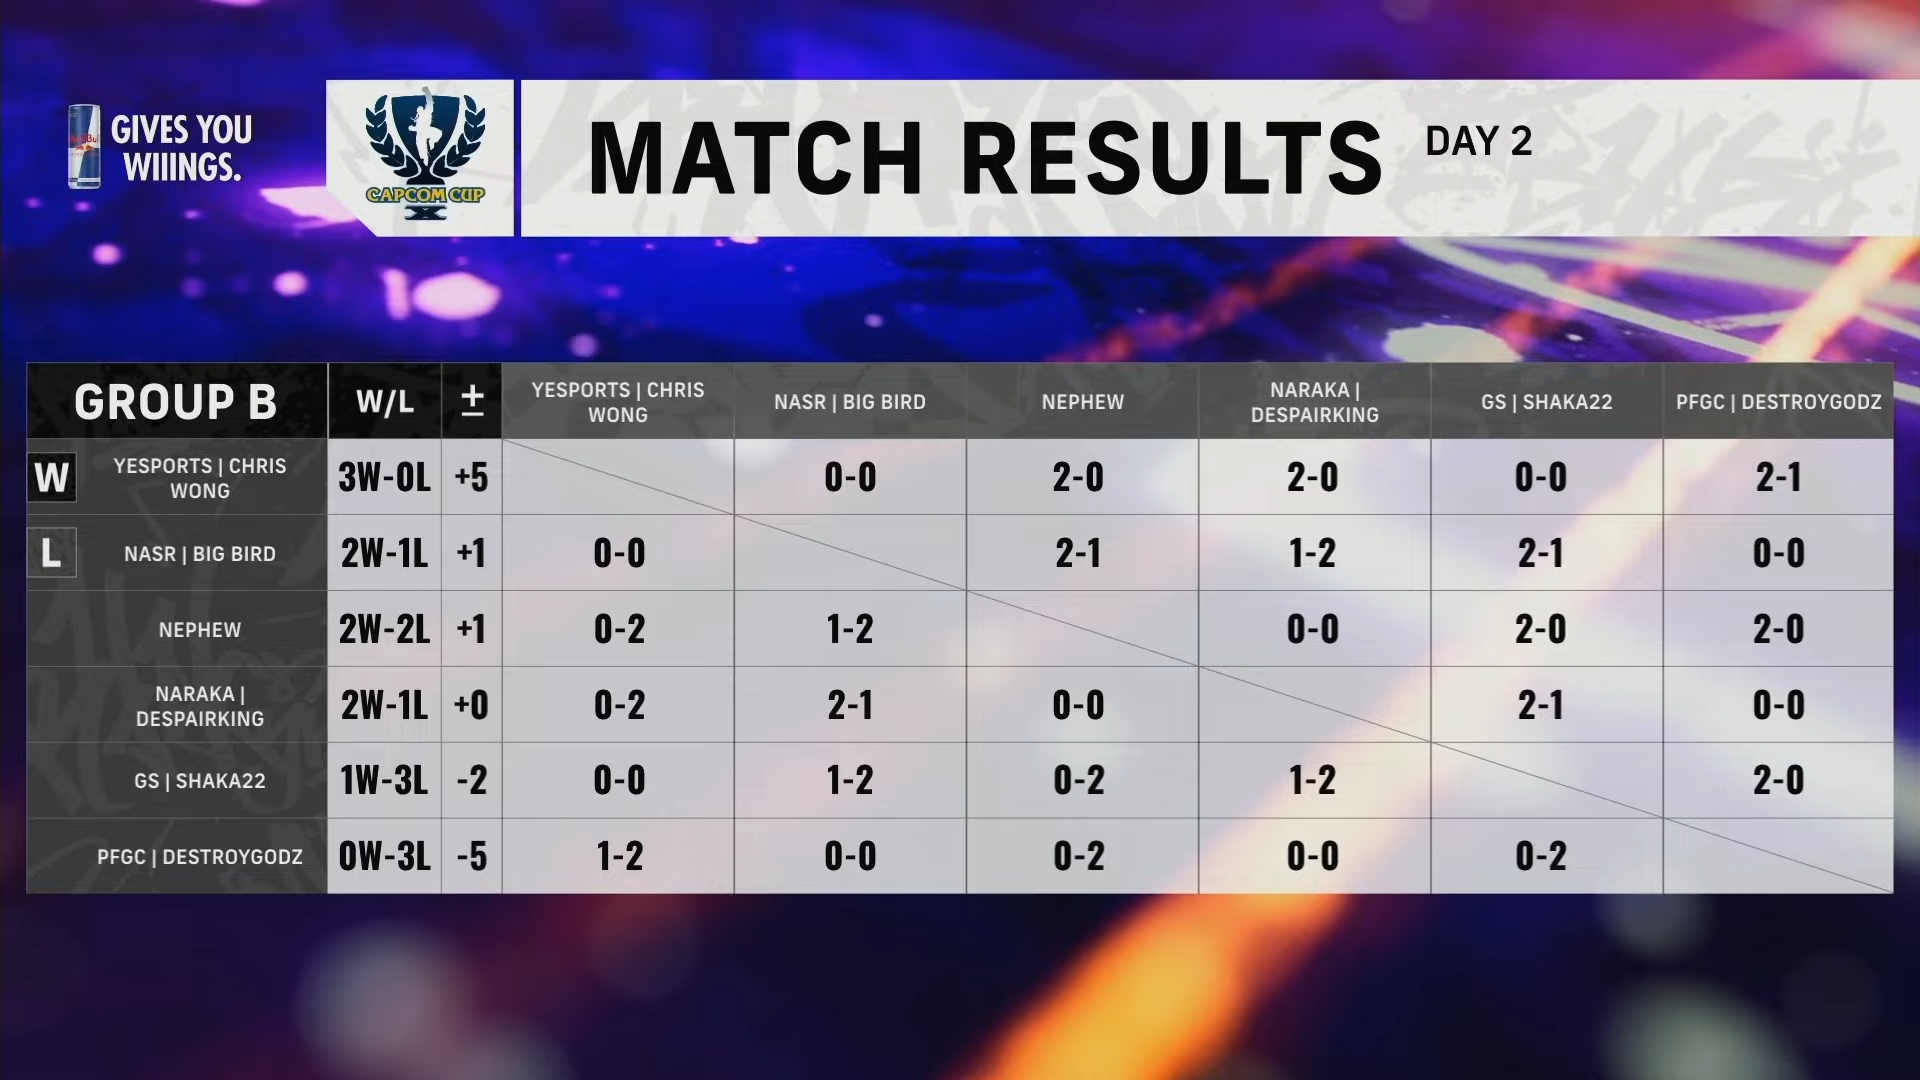 GIVES YOU
WIIINGS.
CAPCOM CUP
X
MATCH RESULTS DAY 2
GROUP B W/L ± YESPORTS | CHRIS WONG NASR | BIG BIRD NEPHEW NARAKA | DESPAIRKING GS | SHAKA22 PFGC | DESTROYGODZ
W YESPORTS | CHRIS WONG 3W-0L +5 0-0 2-0 2-0 0-0 2-1
L NASR | BIG BIRD 2W-1L +1 0-0 2-1 1-2 2-1 0-0
NEPHEW 2W-2L +1 0-2 1-2 0-0 2-0 2-0
NARAKA | DESPAIRKING 2W-1L +0 0-2 2-1 0-0 2-1 0-0
GS | SHAKA22 1W-3L -2 0-0 1-2 0-2 1-2 2-0
PFGC | DESTROYGODZ 0W-3L -5 1-2 0-0 0-2 0-0 0-2